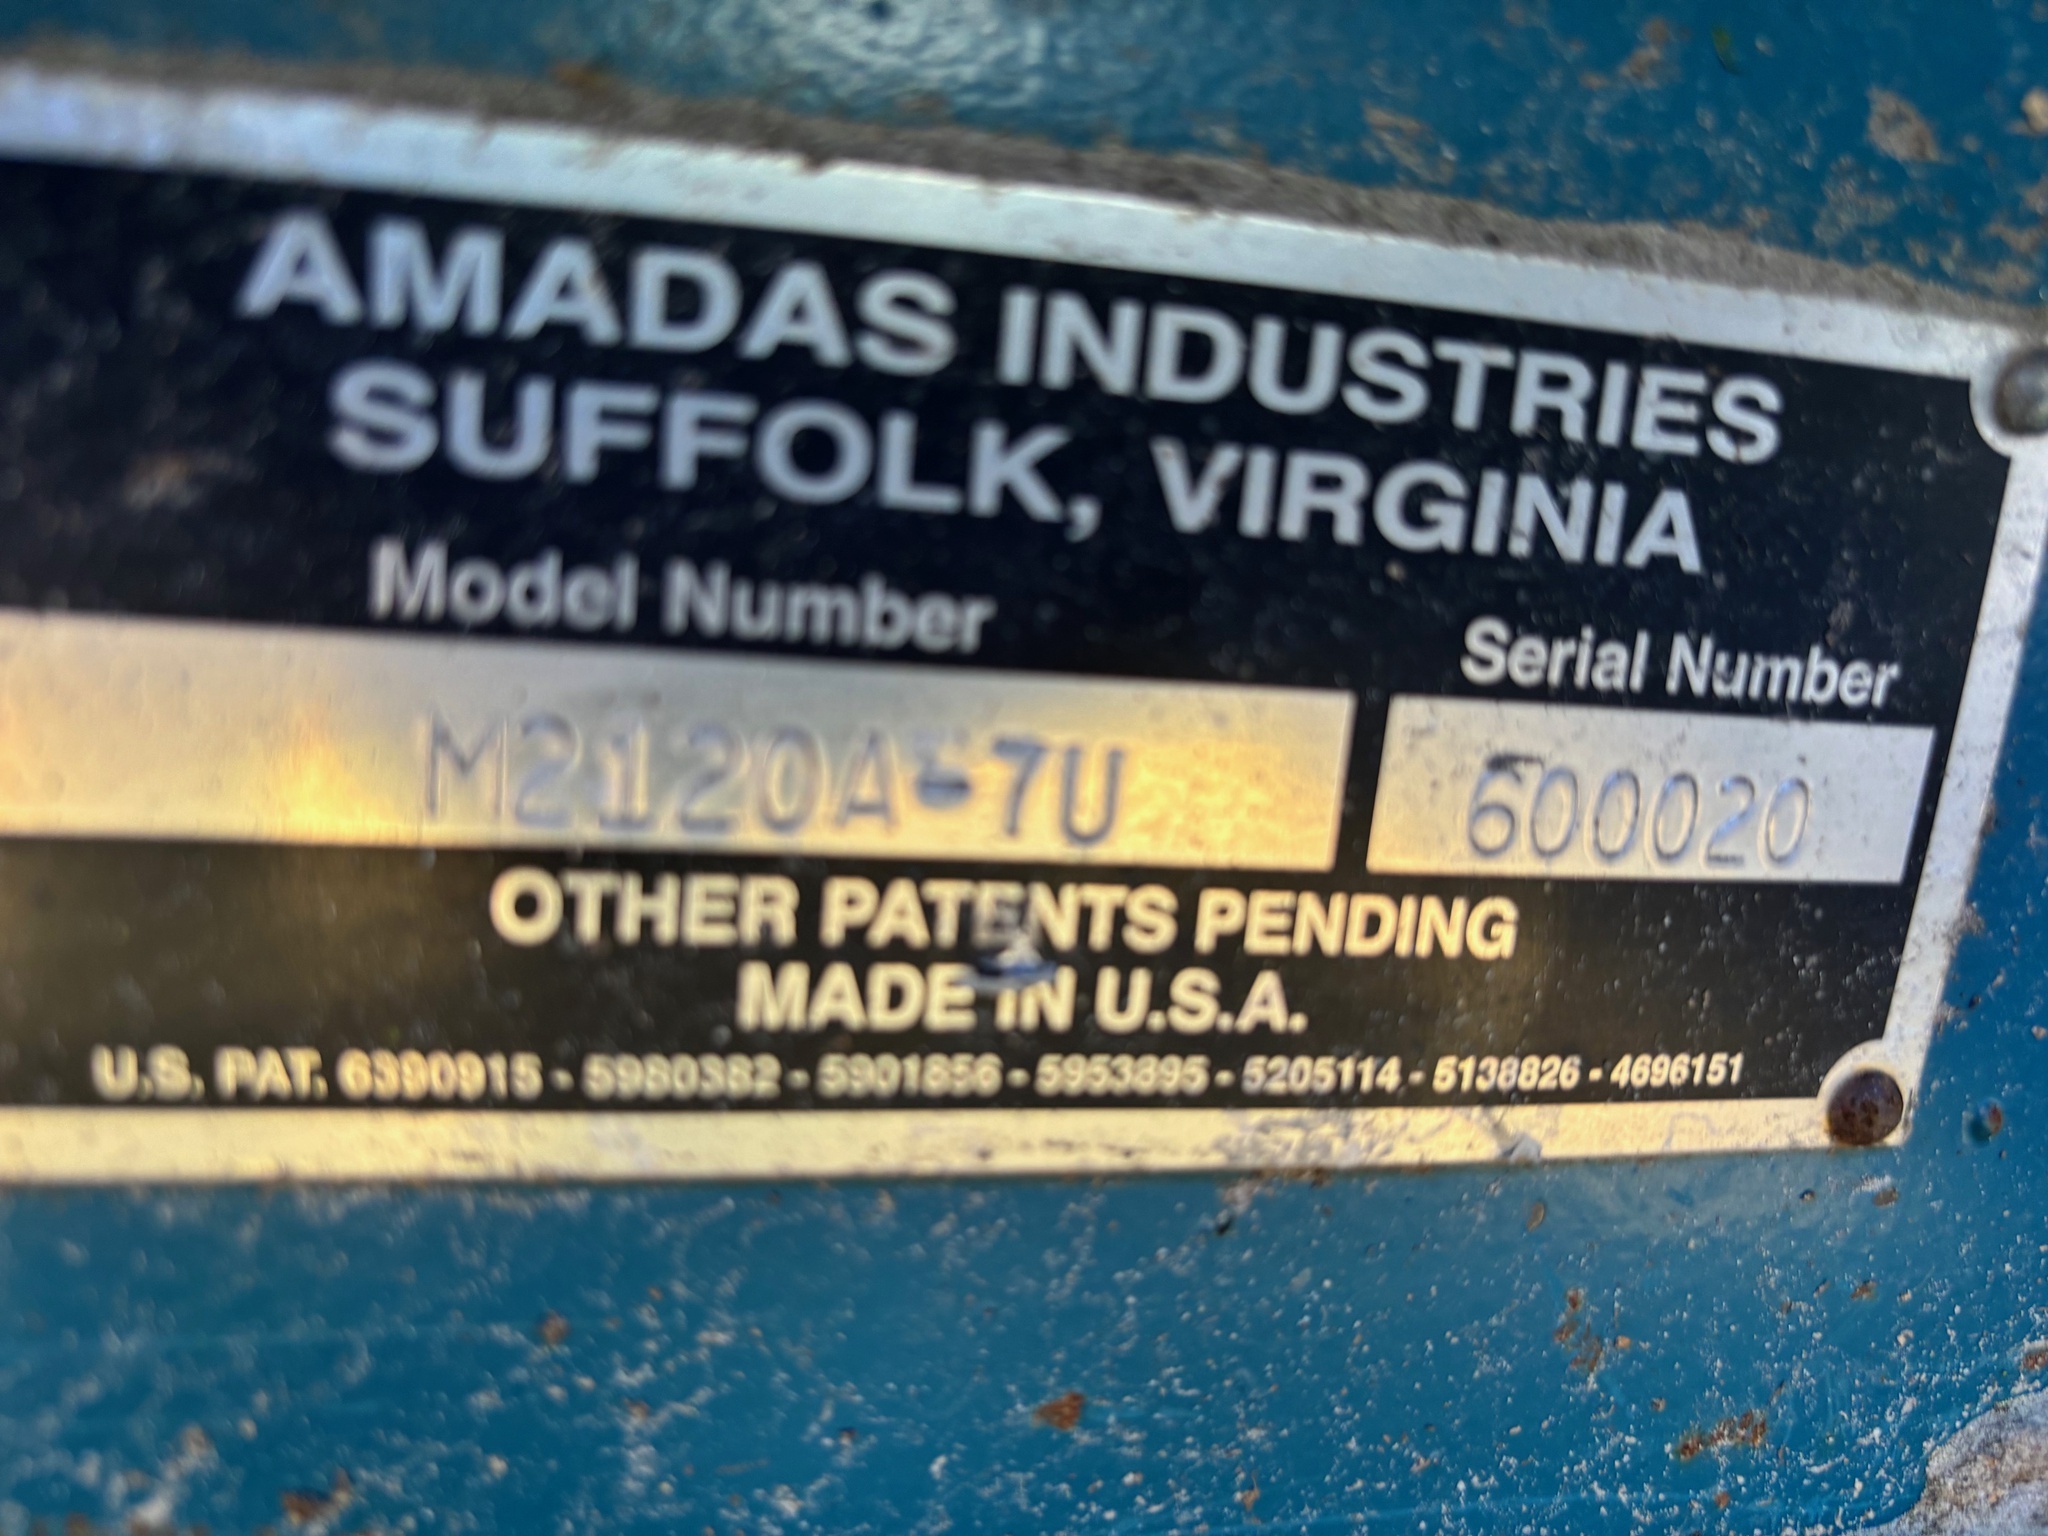 AMADAS INDUSTRIES
SUFFOLK, VIRGINIA
Model Number Serial Number
M2120A-7U 600020
OTHER PATENTS PENDING
MADE IN U.S.A.
U.S. PAT. 6390915 - 5980382 - 5901856 - 5953895 - 5205114 - 5138826 - 4696151